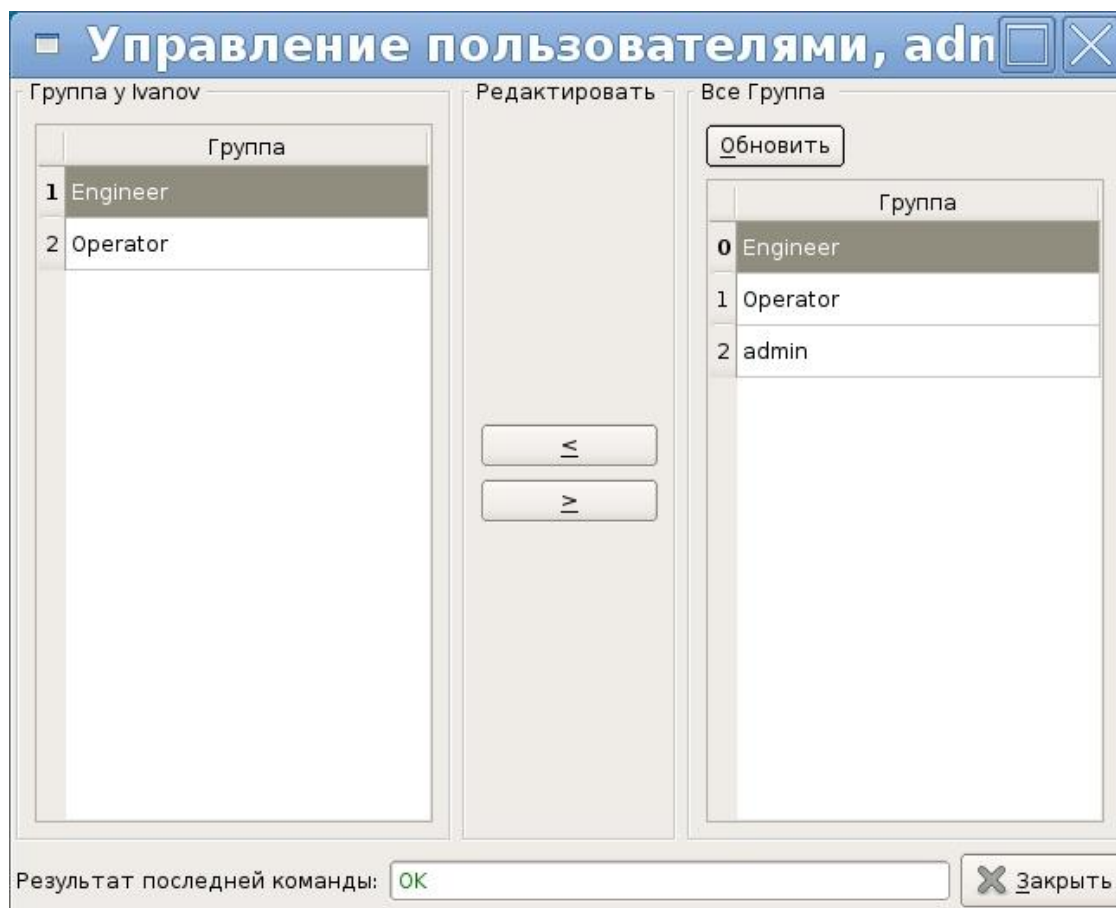 Управление пользователями, adm
Группа у Ivanov
Группа
1 Engineer
2 Operator
Редактировать
≤
≥
Все Группа
Обновить
Группа
0 Engineer
1 Operator
2 admin
Результат последней команды: OK
Закрыть